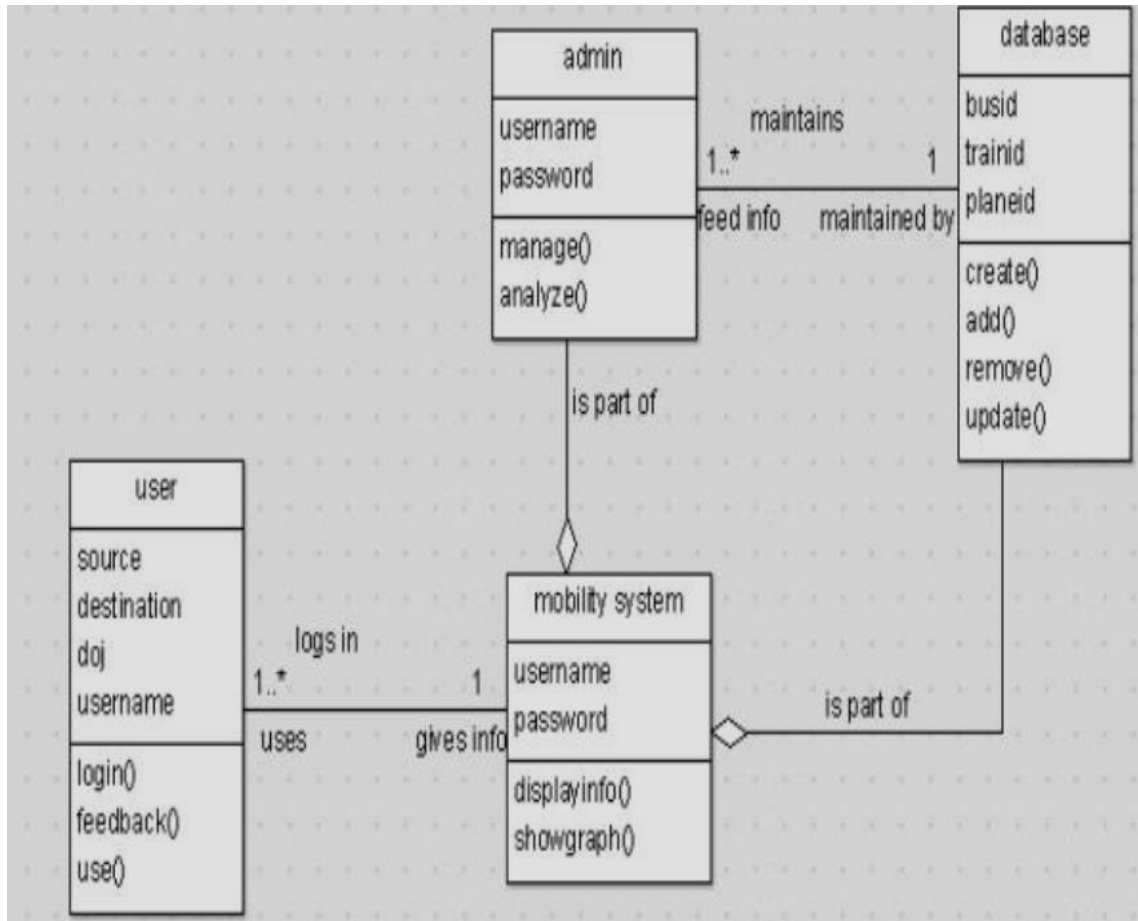 admin
username
password
manage()
analyze()
maintains
1..*
1
feed info
maintained by
database
busid
trainid
planeid
create()
add()
remove()
update()
is part of
user
source
destination
doj
username
login()
feedback()
use()
logs in
1..*
1
uses
gives info
mobility system
username
password
displayinfo()
showgraph()
is part of